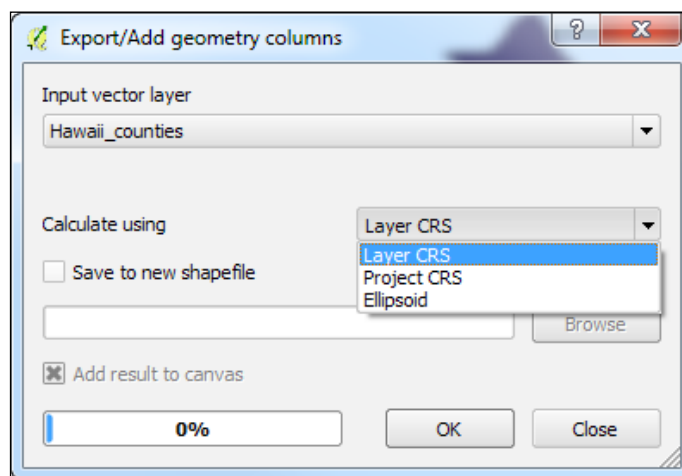 Export/Add geometry columns
Input vector layer
Hawaii_counties
Calculate using
Layer CRS
Layer CRS
Save to new shapefile
Project CRS
Ellipsoid
Browse
Add result to canvas
0%
OK
Close